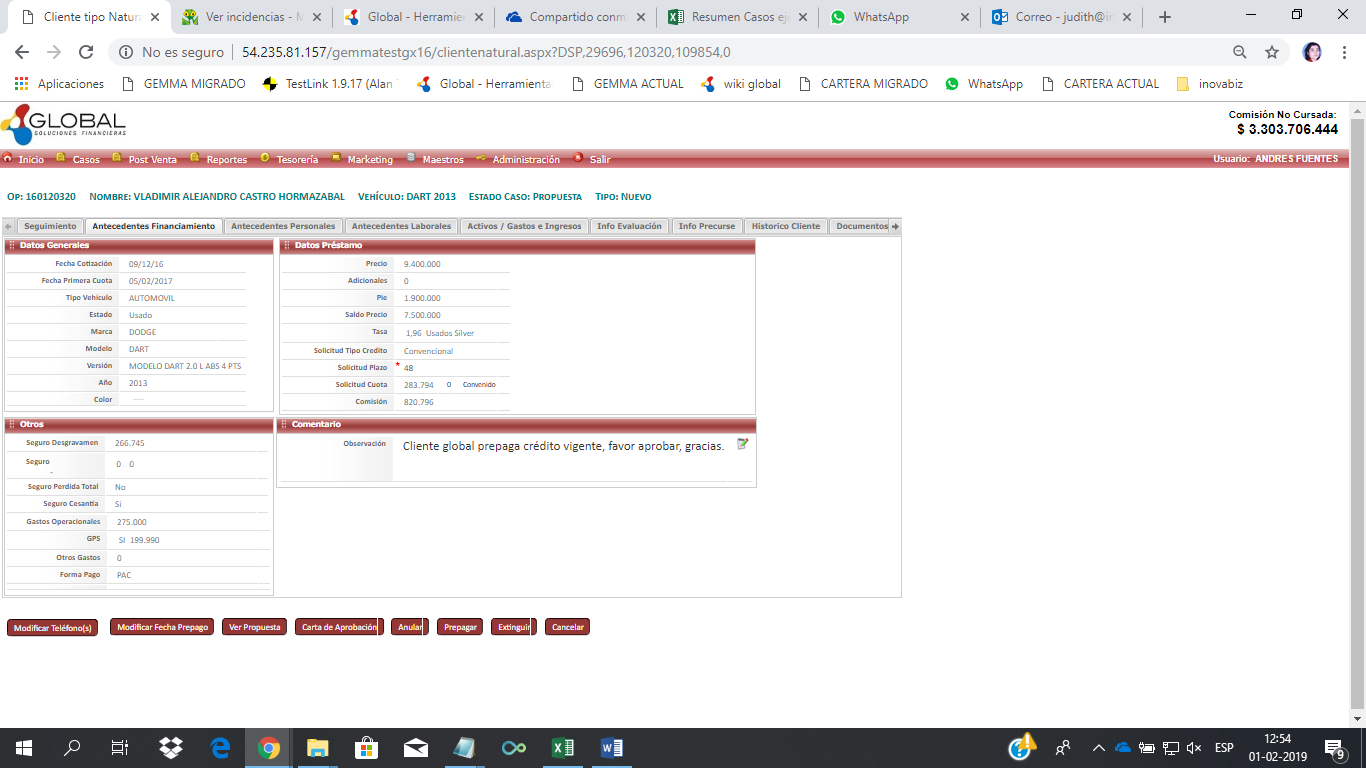 Cliente tipo Natur
Ver incidencias - M
Global - Herramien
Compartido conm
Resumen Casos eje
WhatsApp
Correo - judith@in
No es seguro | 54.235.81.157/gemmatestgx16/clientenatural.aspx?DSP,29696,120320,109854,0
Aplicaciones
GEMMA MIGRADO
TestLink 1.9.17 (Alan
Global - Herramienta
GEMMA ACTUAL
wiki global
CARTERA MIGRADO
WhatsApp
CARTERA ACTUAL
inovabiz
GLOBAL
SOLUCIONES FINANCIERAS
Comisión No Cursada:
$ 3.303.706.444
Inicio Casos Post Venta Reportes Tesorería Marketing Maestros Administración Salir
Usuario: ANDRES FUENTES
OP: 160120320 NOMBRE: VLADIMIR ALEJANDRO CASTRO HORMAZABAL VEHÍCULO: DART 2013 ESTADO CASO: PROPUESTA TIPO: NUEVO
Seguimiento
Antecedentes Financiamiento
Antecedentes Personales
Antecedentes Laborales
Activos / Gastos e Ingresos
Info Evaluación
Info Precurse
Historico Cliente
Documentos
Datos Generales
Fecha Cotización 09/12/16
Fecha Primera Cuota 05/02/2017
Tipo Vehículo AUTOMOVIL
Estado Usado
Marca DODGE
Modelo DART
Versión MODELO DART 2.0 L ABS 4 PTS
Año 2013
Color ----
Datos Préstamo
Precio 9.400.000
Adicionales 0
Pie 1.900.000
Saldo Precio 7.500.000
Tasa 1,96 Usados Silver
Solicitud Tipo Credito Convencional
Solicitud Plazo * 48
Solicitud Cuota 283.794 0 Convenido
Comisión 820.796
Otros
Seguro Desgravamen 266.745
Seguro 0 0
-
Seguro Perdida Total No
Seguro Cesantía Si
Gastos Operacionales 275.000
GPS SI 199.990
Otros Gastos 0
Forma Pago PAC
Comentario
Observación Cliente global prepaga crédito vigente, favor aprobar, gracias.
Modificar Teléfono(s)
Modificar Fecha Prepago
Ver Propuesta
Carta de Aprobación
Anular
Prepagar
Extinguir
Cancelar
ESP
12:54
01-02-2019
9